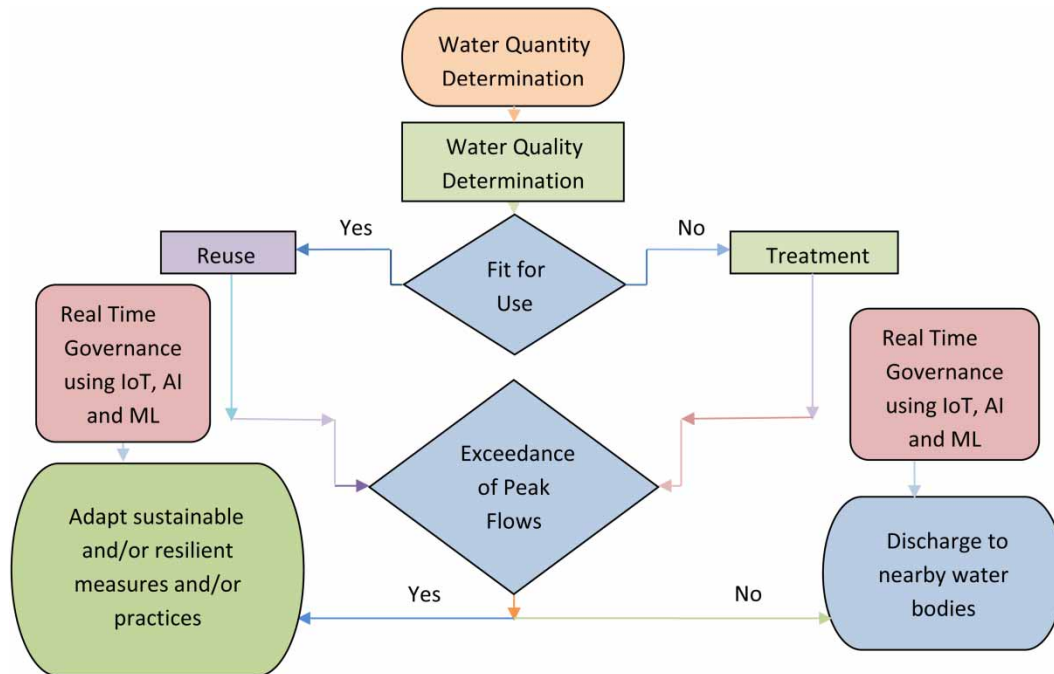 Water Quantity
Determination
Water Quality
Determination
Yes
No
Reuse
Fit for
Use
Treatment
Real Time
Governance
using IoT, AI
and ML
Real Time
Governance
using IoT, AI
and ML
Exceedance
of Peak
Flows
Adapt sustainable
and/or resilient
measures and/or
practices
Discharge to
nearby water
bodies
Yes
No